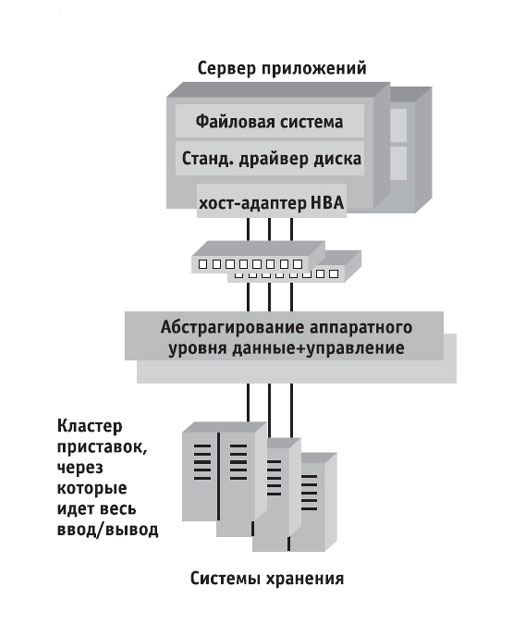 Сервер приложений
Файловая система
Станд. драйвер диска
хост-адаптер HBA
Абстрагирование аппаратного
уровня данные+управление
Кластер
приставок,
через
которые
идет весь
ввод/вывод
Системы хранения